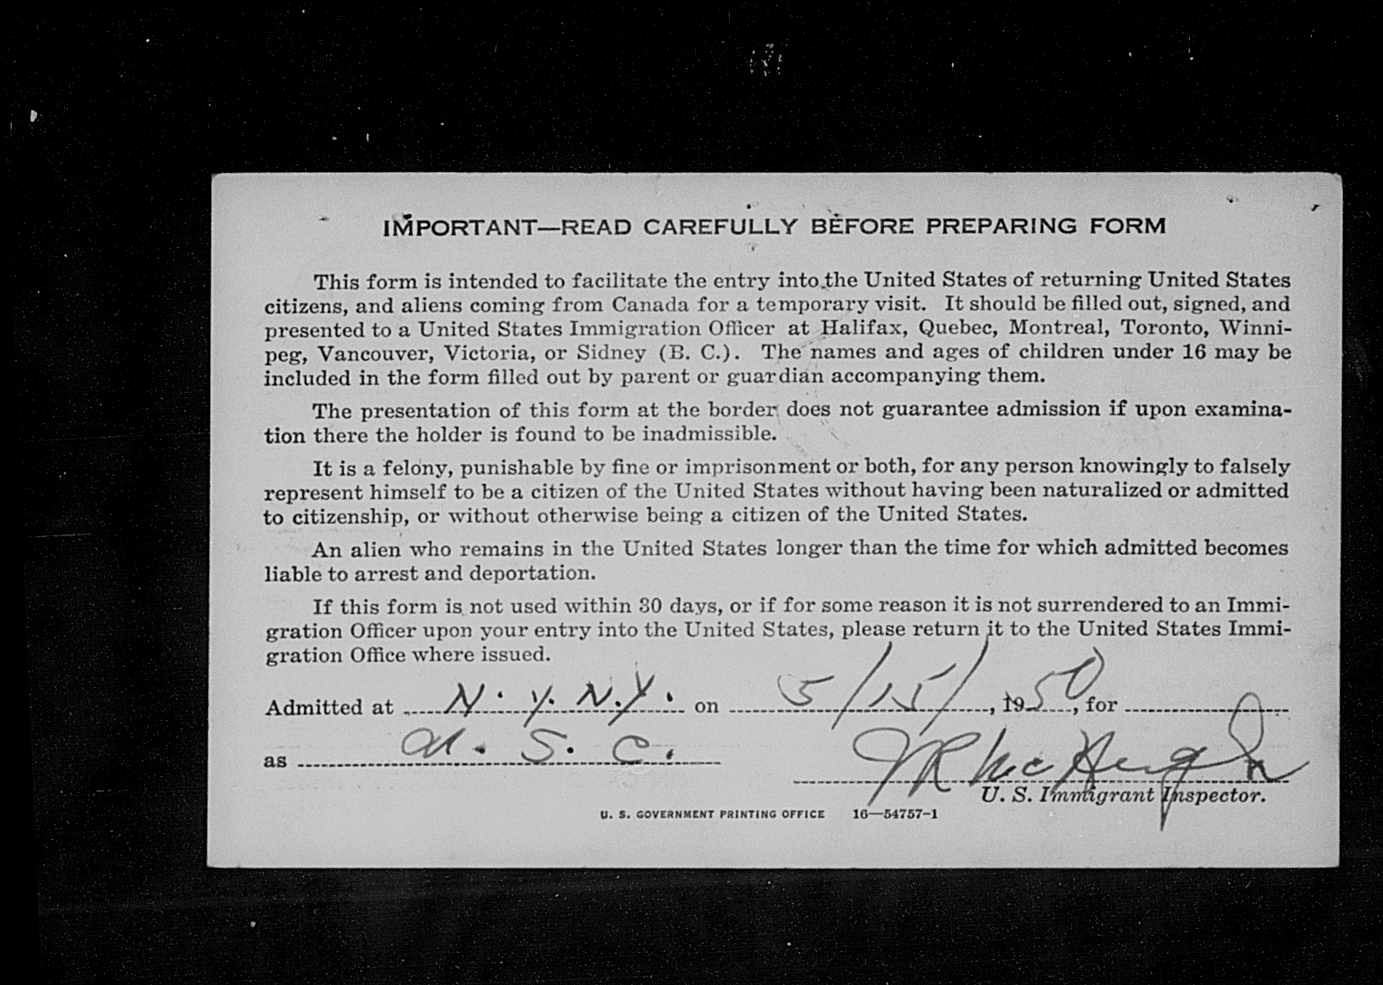 IMPORTANT—READ CAREFULLY BEFORE PREPARING FORM
This form is intended to facilitate the entry into the United States of returning United States
citizens, and aliens coming from Canada for a temporary visit. It should be filled out, signed, and
presented to a United States Immigration Officer at Halifax, Quebec, Montreal, Toronto, Winni-
peg, Vancouver, Victoria, or Sidney (B. C.). The names and ages of children under 16 may be
included in the form filled out by parent or guardian accompanying them.
The presentation of this form at the border does not guarantee admission if upon examina-
tion there the holder is found to be inadmissible.
It is a felony, punishable by fine or imprisonment or both, for any person knowingly to falsely
represent himself to be a citizen of the United States without having been naturalized or admitted
to citizenship, or without otherwise being a citizen of the United States.
An alien who remains in the United States longer than the time for which admitted becomes
liable to arrest and deportation.
If this form is not used within 30 days, or if for some reason it is not surrendered to an Immi-
gration Officer upon your entry into the United States, please return it to the United States Immi-
gration Office where issued.
Admitted at N.Y.N.Y. on 5/15/, 1950, for
as U.S.C.
JR McHugh
U. S. Immigrant Inspector.
U. S. GOVERNMENT PRINTING OFFICE 16—54757-1